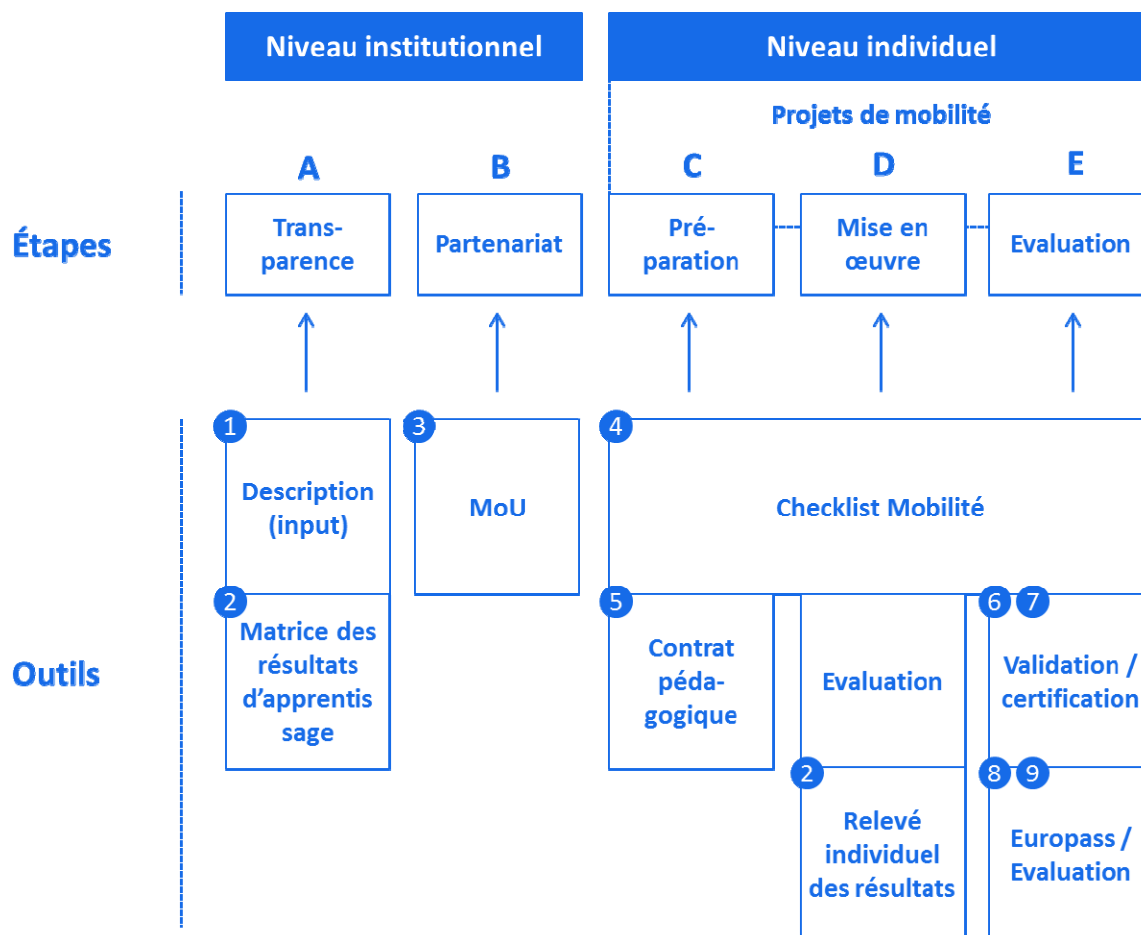 Niveau institutionnel
Niveau individuel
Projets de mobilité
A
B
C
D
E
Étapes
Trans-
parence
Partenariat
Pré-
paration
Mise en
œuvre
Evaluation
1
3
4
Description
(input)
MoU
Checklist Mobilité
2
5
6
7
Outils
Matrice des
résultats
d'apprentis
sage
Contrat
péda-
gogique
Evaluation
Validation /
certification
2
8
9
Relevé
individuel
des résultats
Europass /
Evaluation